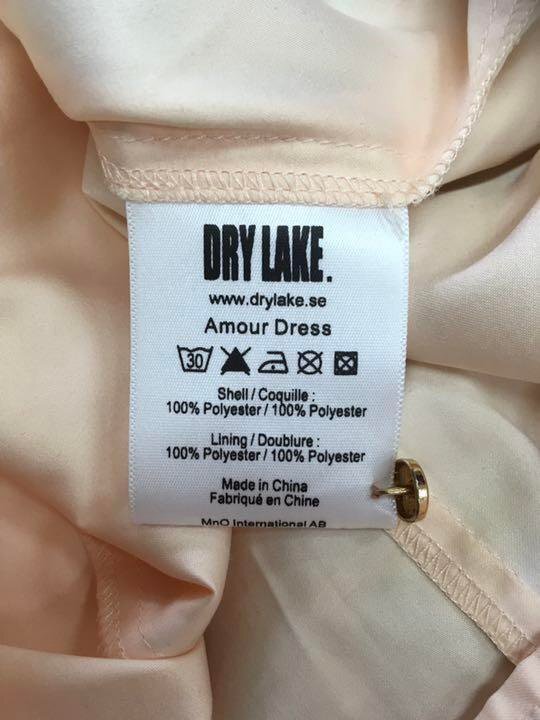 DRY LAKE.
www.drylake.se
Amour Dress
30
Shell / Coquille :
100% Polyester / 100% Polyester
Lining / Doublure :
100% Polyester / 100% Polyester
Made in China
Fabriqué en Chine
MnO International AB